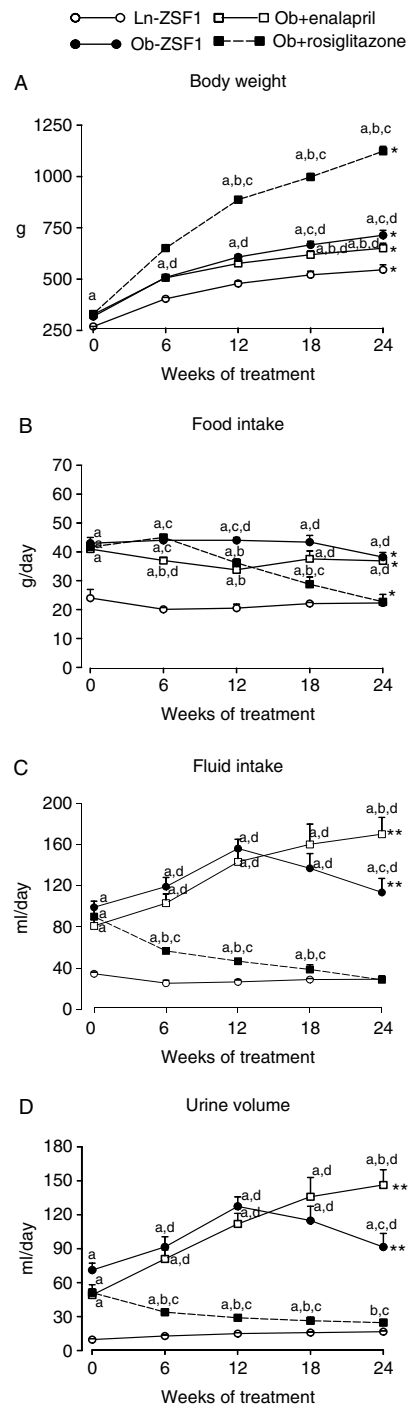 Ln-ZSF1 Ob+enalapril
Ob-ZSF1 Ob+rosiglitazone
A Body weight
1250
a,b,c
*
a,b,c
1000
a,b,c
g
750
a,c,d
a,c,d
a,d
*
a,d
a,b,d
a,b,d
*
500
*
a
250
0 6 12 18 24
Weeks of treatment
B Food intake
70
60
50
a
a,c
a,c,d
a,d
a,d
40
a
a
a,c
a,b
a,d
*
*
a,b,d
a,b
a,b,c
a,d
g/day
30
*
20
10
0
0 6 12 18 24
Weeks of treatment
C Fluid intake
200
a,b,d
160
a,d
a,d
**
a,d
a,d
a,d
a,c,d
120
a,d
**
a,d
ml/day
80
a
a
a
a,b,c
a,b,c
a,b,c
40
0
0 6 12 18 24
Weeks of treatment
D Urine volume
180
a,b,d
150
a,d
**
a,d
a,d
a,d
120
a,c,d
a,d
90
a
a,d
**
ml/day
60
a
a
a,b,c
a,b,c
a,b,c
b,c
30
0
0 6 12 18 24
Weeks of treatment